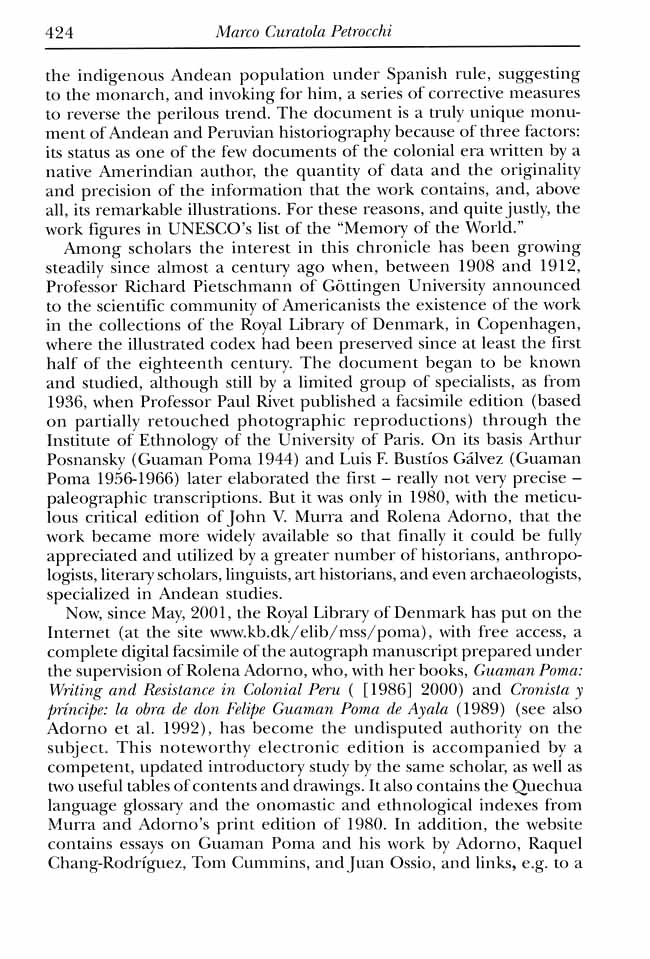 424 Marco Curatola Petrocchi
the indigenous Andean population under Spanish rule, suggesting
to the monarch, and invoking for him, a series of corrective measures
to reverse the perilous trend. The document is a truly unique monu-
ment of Andean and Peruvian historiography because of three factors:
its status as one of the few documents of the colonial era written by a
native Amerindian author, the quantity of data and the originality
and precision of the information that the work contains, and, above
all, its remarkable illustrations. For these reasons, and quite justly, the
work figures in UNESCO's list of the “Memory of the World.”
Among scholars the interest in this chronicle has been growing
steadily since almost a century ago when, between 1908 and 1912,
Professor Richard Pietschmann of Göttingen University announced
to the scientific community of Americanists the existence of the work
in the collections of the Royal Library of Denmark, in Copenhagen,
where the illustrated codex had been preserved since at least the first
half of the eighteenth century. The document began to be known
and studied, although still by a limited group of specialists, as from
1936, when Professor Paul Rivet published a facsimile edition (based
on partially retouched photographic reproductions) through the
Institute of Ethnology of the University of Paris. On its basis Arthur
Posnansky (Guaman Poma 1944) and Luis F. Bustíos Gálvez (Guaman
Poma 1956-1966) later elaborated the first – really not very precise –
paleographic transcriptions. But it was only in 1980, with the meticu-
lous critical edition of John V. Murra and Rolena Adorno, that the
work became more widely available so that finally it could be fully
appreciated and utilized by a greater number of historians, anthropo-
logists, literary scholars, linguists, art historians, and even archaeologists,
specialized in Andean studies.
Now, since May, 2001, the Royal Library of Denmark has put on the
Internet (at the site www.kb.dk/elib/mss/poma), with free access, a
complete digital facsimile of the autograph manuscript prepared under
the supervision of Rolena Adorno, who, with her books, Guaman Poma:
Writing and Resistance in Colonial Peru ( [1986] 2000) and Cronista y
príncipe: la obra de don Felipe Guaman Poma de Ayala (1989) (see also
Adorno et al. 1992), has become the undisputed authority on the
subject. This noteworthy electronic edition is accompanied by a
competent, updated introductory study by the same scholar, as well as
two useful tables of contents and drawings. It also contains the Quechua
language glossary and the onomastic and ethnological indexes from
Murra and Adorno's print edition of 1980. In addition, the website
contains essays on Guaman Poma and his work by Adorno, Raquel
Chang-Rodríguez, Tom Cummins, and Juan Ossio, and links, e.g. to a